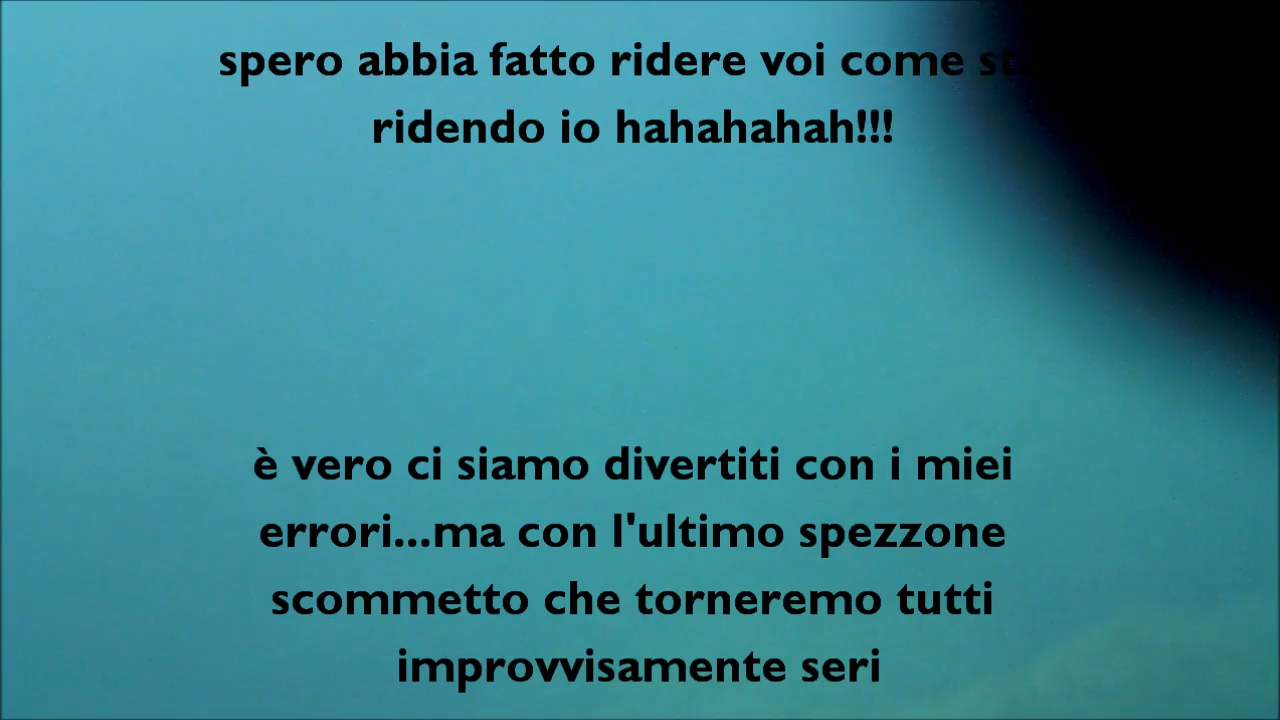 spero abbia fatto ridere voi come
ridendo io hahahahah!!!
è vero ci siamo divertiti con i miei
errori...ma con l'ultimo spezzone
scommetto che torneremo tutti
improvvisamente seri